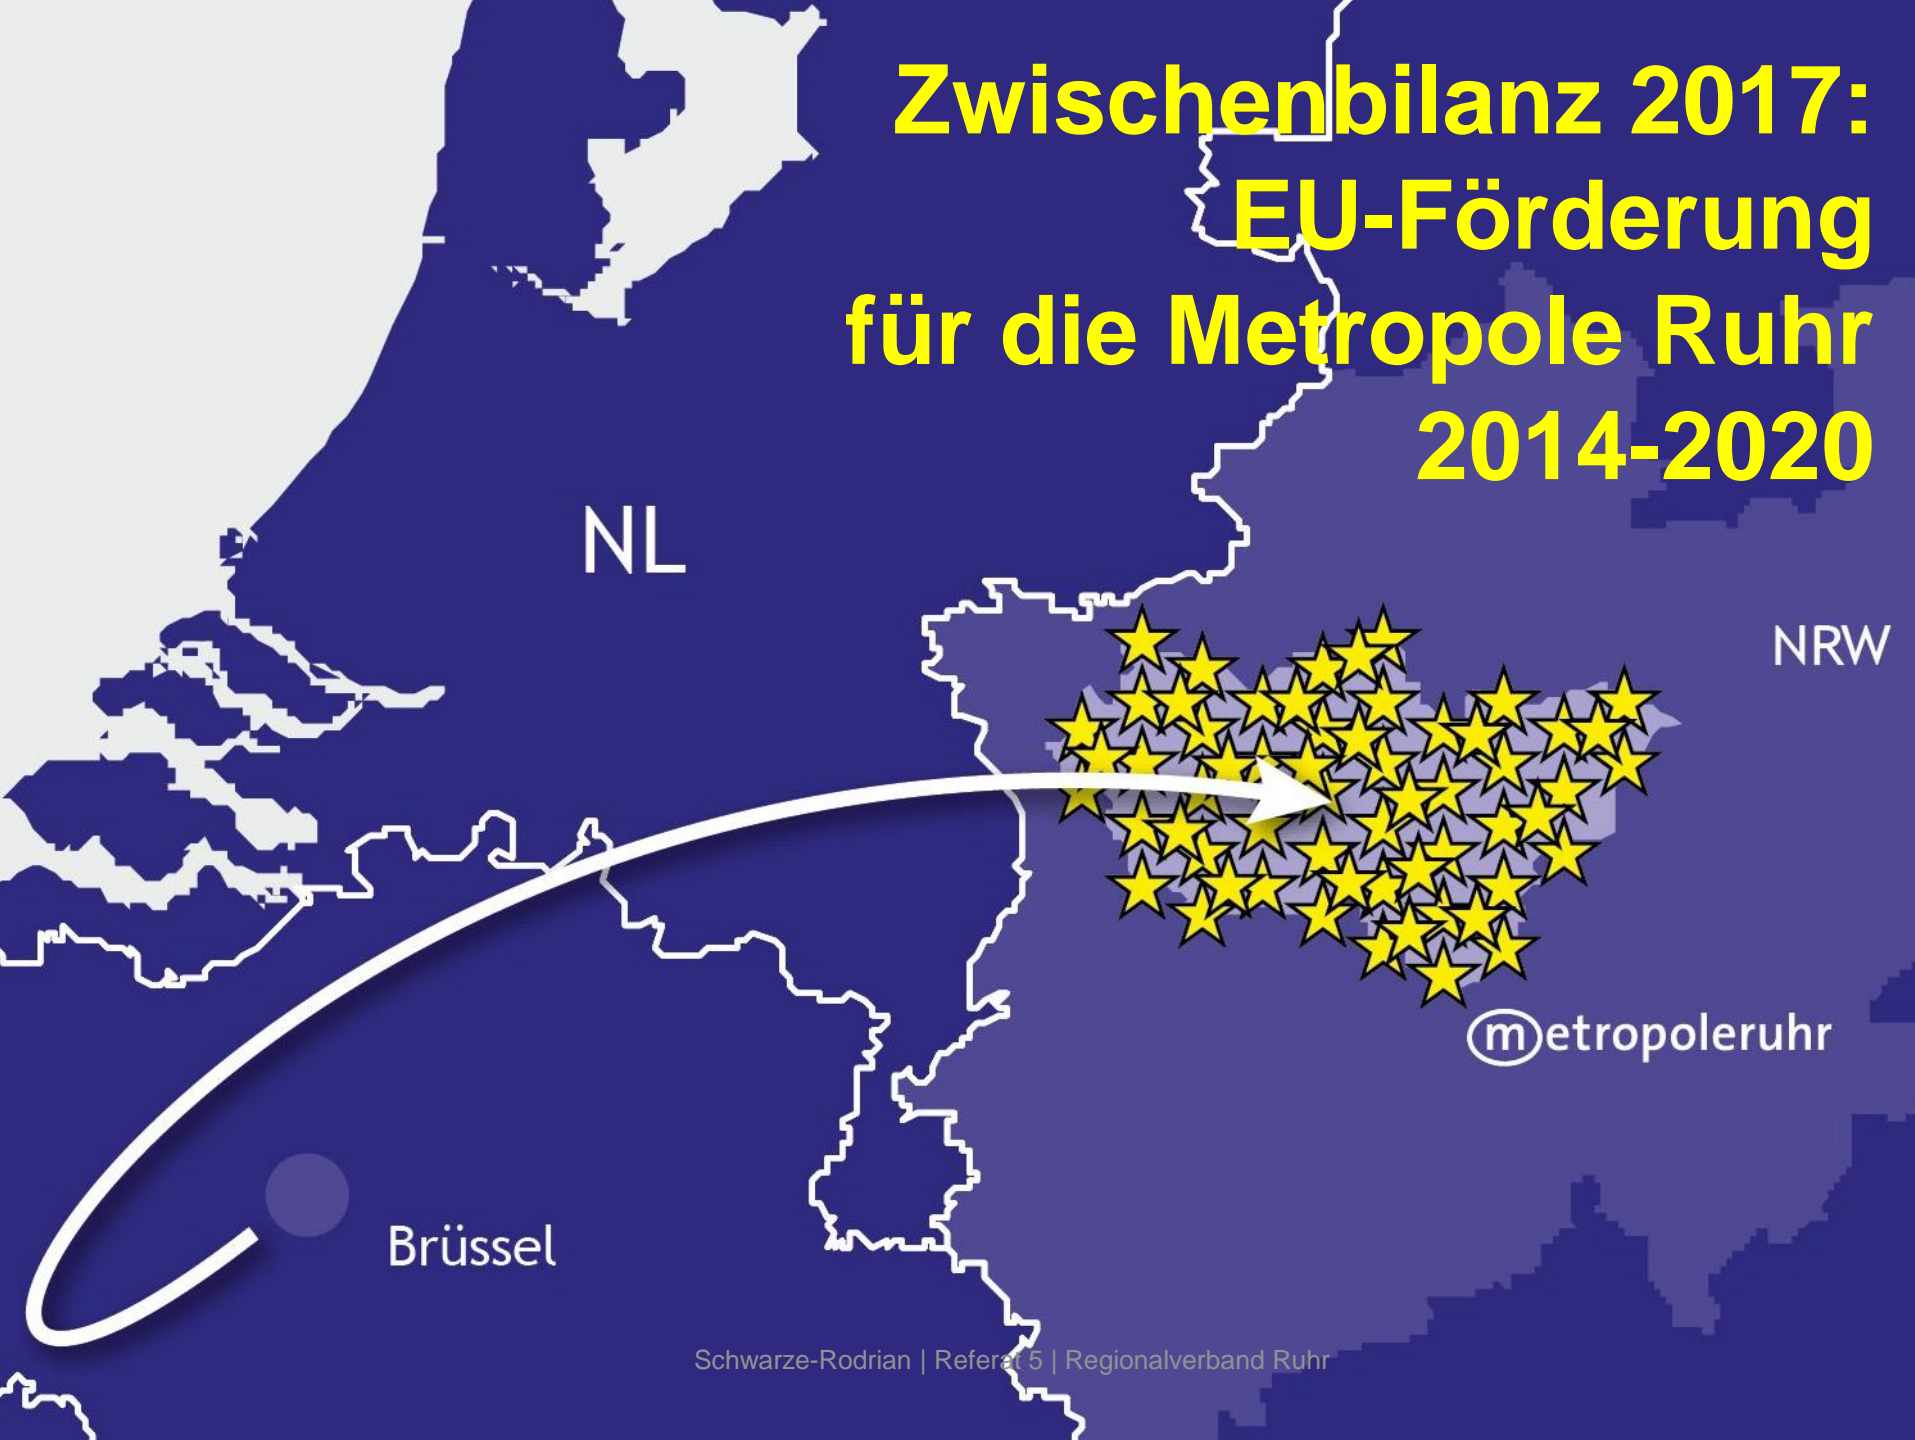 Zwischenbilanz 2017:
EU-Förderung
für die Metropole Ruhr
2014-2020
NL
NRW
metropoleruhr
Brüssel
Schwarze-Rodrian | Referat 5 | Regionalverband Ruhr